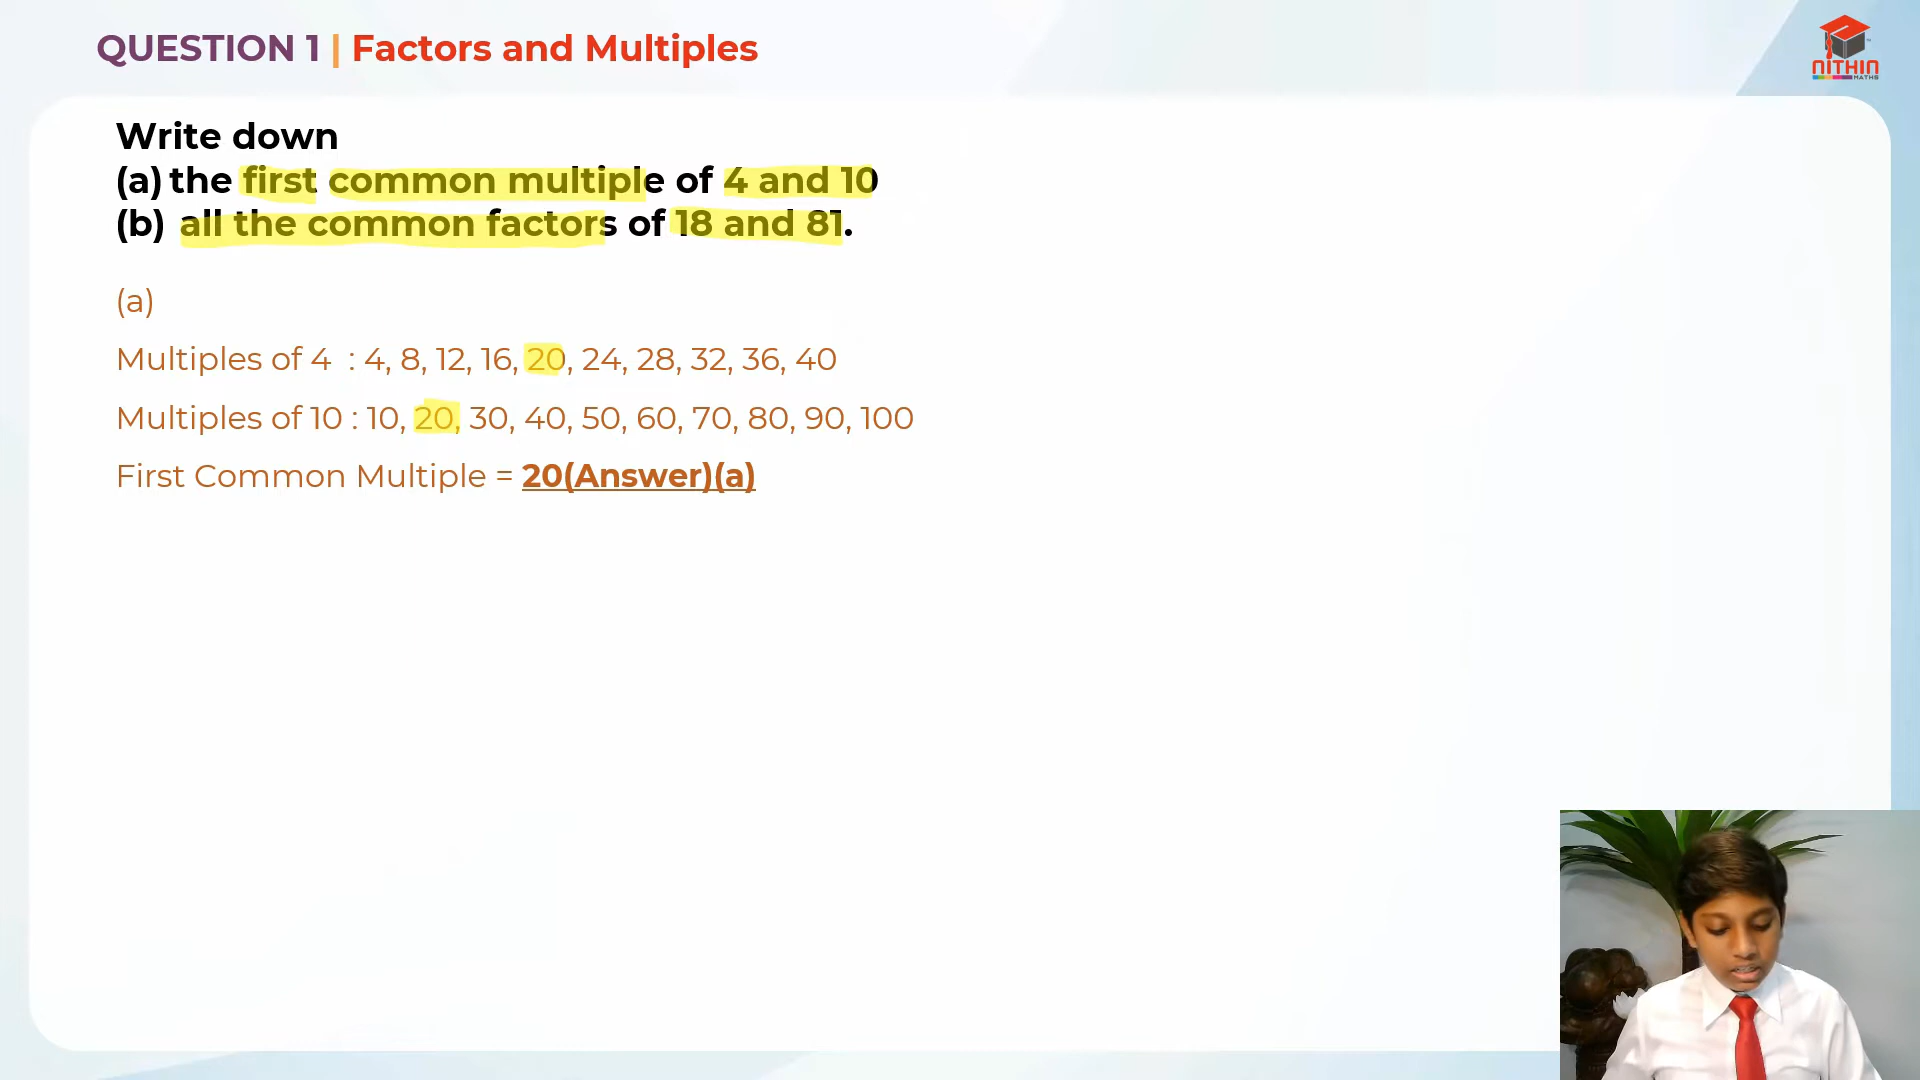 QUESTION 1 | Factors and Multiples
NITHIN
MATHS
Write down
(a) the first common multiple of 4 and 10
(b) all the common factors of 18 and 81.
(a)
Multiples of 4 : 4, 8, 12, 16, 20, 24, 28, 32, 36, 40
Multiples of 10 : 10, 20, 30, 40, 50, 60, 70, 80, 90, 100
First Common Multiple = 20(Answer)(a)